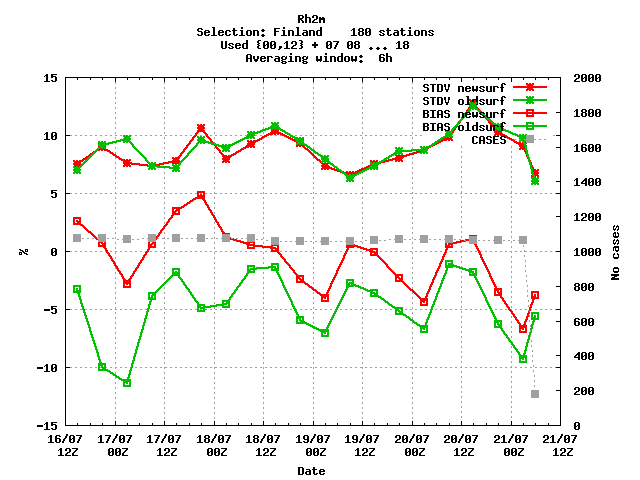 Rh2m
Selection: Finland    180 stations
Used {00,12} + 07 08 ... 18
Averaging window:  6h
STDV newsurf
STDV oldsurf
BIAS newsurf
BIAS oldsurf
CASES
15
10
5
0
-5
-10
-15
%
2000
1800
1600
1400
1200
1000
800
600
400
200
0
No cases
16/07 17/07 17/07 18/07 18/07 19/07 19/07 20/07 20/07 21/07 21/07
12Z 00Z 12Z 00Z 12Z 00Z 12Z 00Z 12Z 00Z 12Z
Date